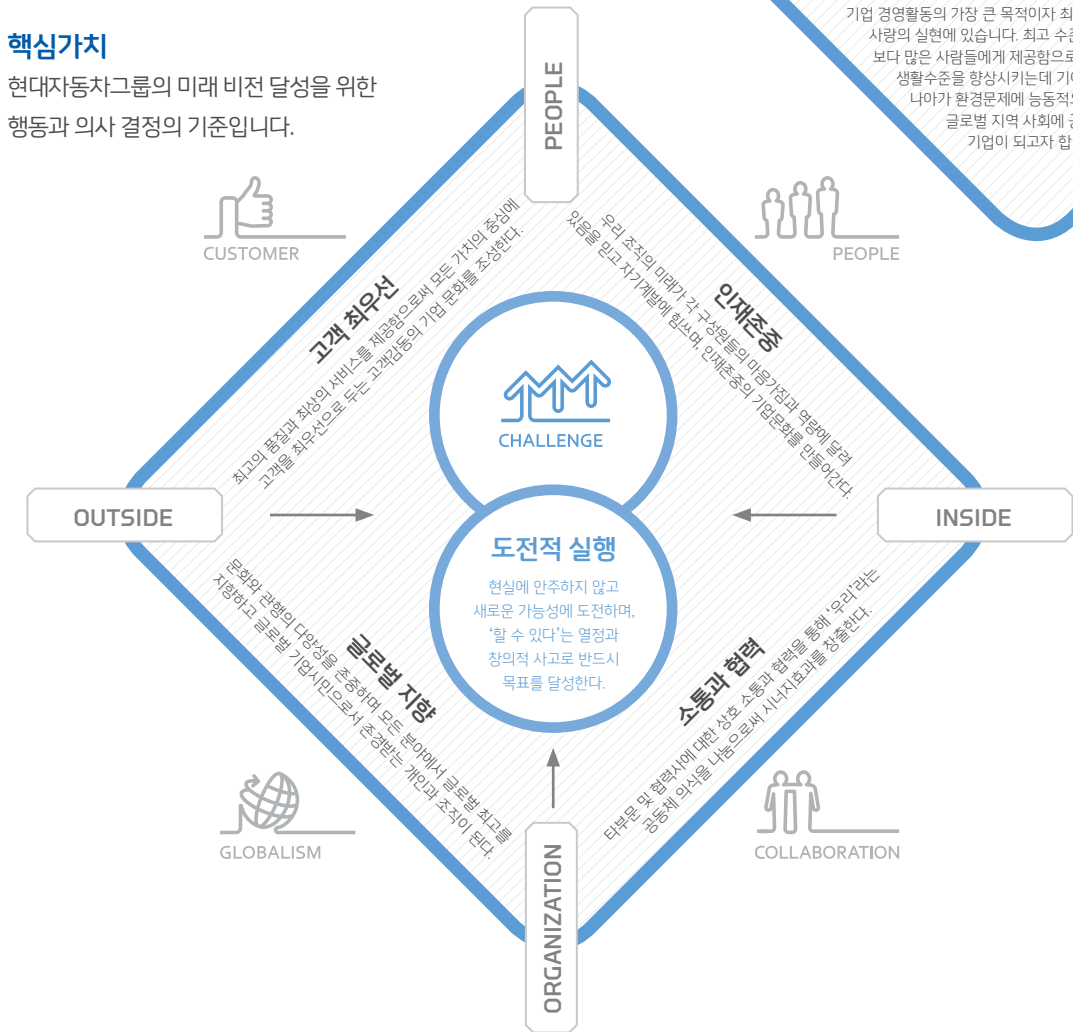 핵심가치
현대자동차그룹의 미래 비전 달성을 위한
행동과 의사 결정의 기준입니다.
기업 경영활동의 가장 큰 목적이자 최
사랑의 실현에 있습니다. 최고 수준
보다 많은 사람들에게 제공함으로
생활수준을 향상시키는데 기여
나아가 환경문제에 능동적으
글로벌 지역 사회에 공
기업이 되고자 합
PEOPLE
CUSTOMER
고객 최우선
최고의 품질과 최상의 서비스를 제공함으로써 모든 가치의 중심에
고객을 최우선으로 두는 고객감동의 기업 문화를 조성한다.
PEOPLE
인재존중
우리 조직의 미래가 각 구성원들의 마음가짐과 역량에 달려
있음을 믿고 자기계발에 힘쓰며, 인재존중의 기업문화를 만들어간다.
CHALLENGE
OUTSIDE
INSIDE
도전적 실행
현실에 안주하지 않고
새로운 가능성에 도전하며,
‘할 수 있다’는 열정과
창의적 사고로 반드시
목표를 달성한다.
글로벌 지향
문화와 관행의 다양성을 존중하며 모든 분야에서 글로벌 최고를
지향하고 글로벌 기업시민으로서 존경받는 개인과 조직이 된다.
GLOBALISM
소통과 협력
타부문 및 협력사에 대한 상호 소통과 협력을 통해 ‘우리’라는
공동체 의식을 나눔으로써 시너지효과를 창출한다.
COLLABORATION
ORGANIZATION